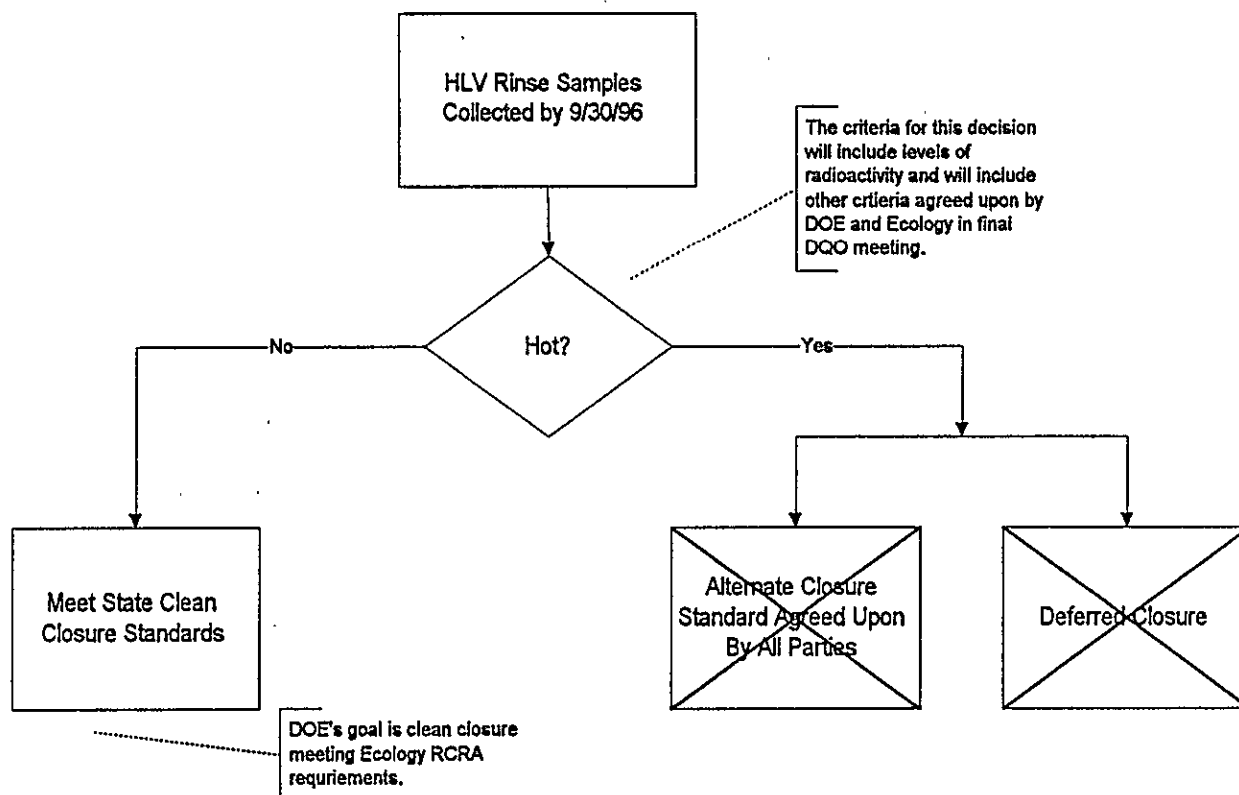 HLV Rinse Samples
Collected by 9/30/96
The criteria for this decision
will include levels of
radioactivity and will include
other crtieria agreed upon by
DOE and Ecology in final
DQO meeting.
Hot?
No
Yes
Meet State Clean
Closure Standards
Alternate Closure
Standard Agreed Upon
By All Parties
Deferred Closure
DOE's goal is clean closure
meeting Ecology RCRA
requriements.